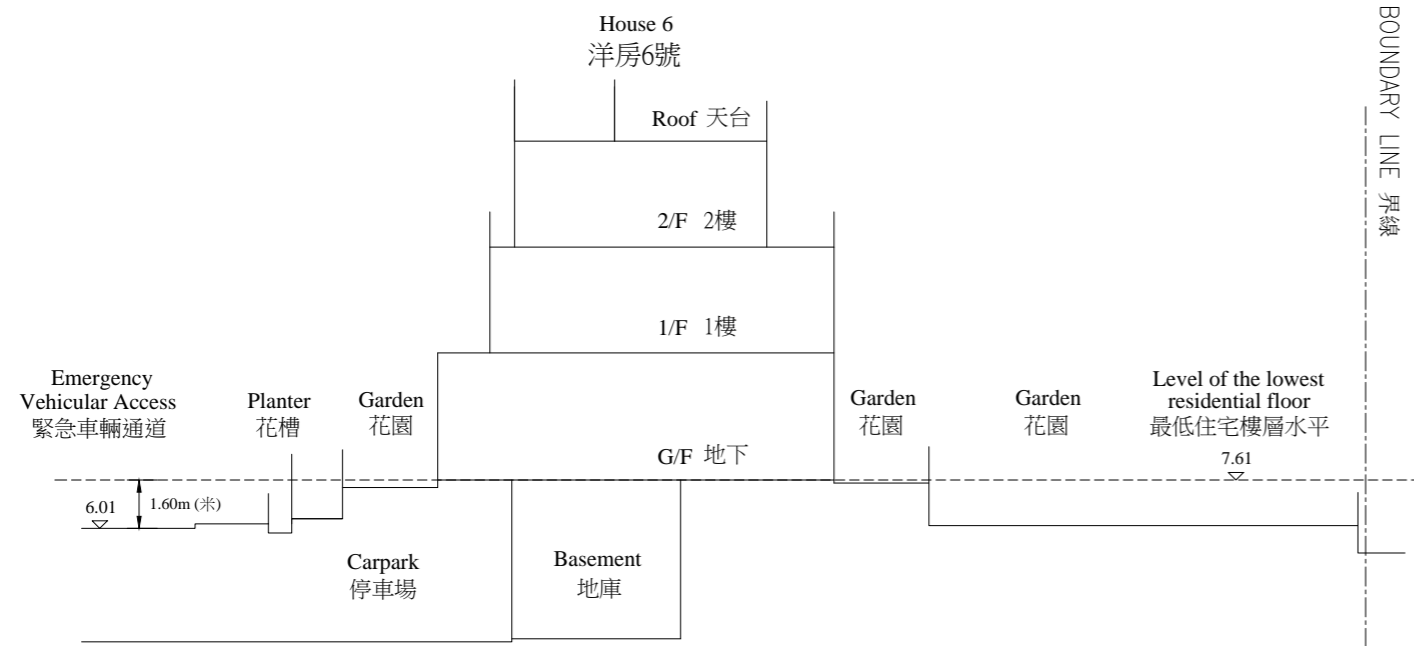 House 6
洋房6號
BOUNDARY LINE 界線
Roof 天台
2/F 2樓
1/F 1樓
Emergency
Vehicular Access
緊急車輛通道
Planter
花槽
Garden
花園
G/F 地下
Garden
花園
Garden
花園
Level of the lowest
residential floor
最低住宅樓層水平
7.61
6.01
1.60m (米)
Carpark
停車場
Basement
地庫